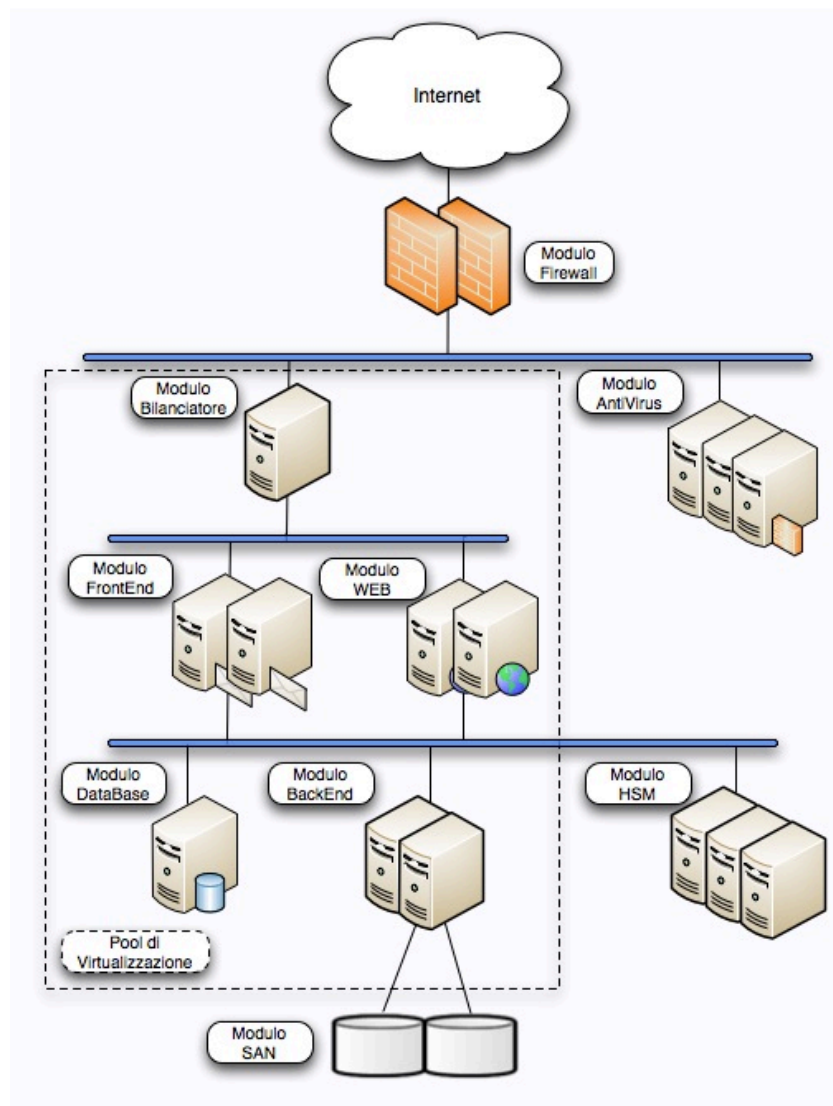 Internet
Modulo
Firewall
Modulo
Bilanciatore
Modulo
AntiVirus
Modulo
FrontEnd
Modulo
WEB
Modulo
DataBase
Modulo
BackEnd
Modulo
HSM
Pool di
Virtualizzazione
Modulo
SAN